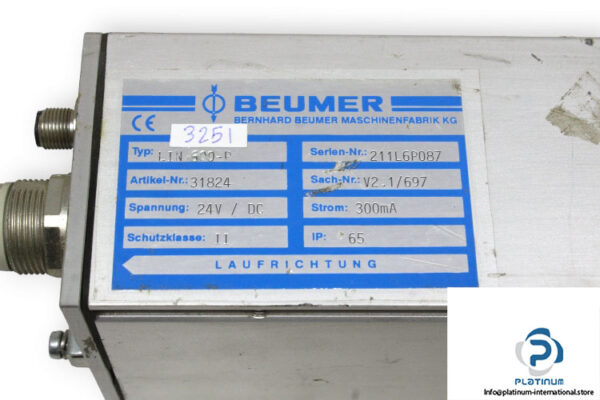 BEUMER
BERNHARD BEUMER MASCHINENFABRIK KG
CE
3251
Typ:
Serien-Nr.: 211L6P087
Artikel-Nr.: 31824
Sach-Nr.: V2.1/697
Spannung: 24V / DC
Strom: 300mA
Schutzklasse: II
IP: 65
LAUFRICHTUNG
PLATINUM
Info@platinum-international.store